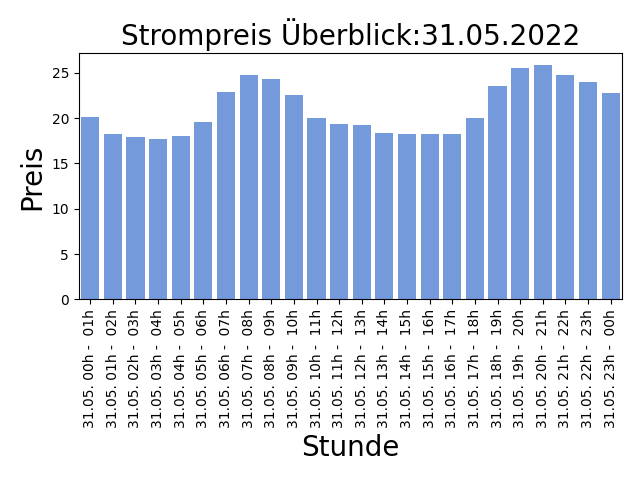 Strompreis Überblick:31.05.2022
Preis
25
20
15
10
5
0
31.05. 00h -   01h
31.05. 01h -   02h
31.05. 02h -   03h
31.05. 03h -   04h
31.05. 04h -   05h
31.05. 05h -   06h
31.05. 06h -   07h
31.05. 07h -   08h
31.05. 08h -   09h
31.05. 09h -   10h
31.05. 10h -   11h
31.05. 11h -   12h
31.05. 12h -   13h
31.05. 13h -   14h
31.05. 14h -   15h
31.05. 15h -   16h
31.05. 16h -   17h
31.05. 17h -   18h
31.05. 18h -   19h
31.05. 19h -   20h
31.05. 20h -   21h
31.05. 21h -   22h
31.05. 22h -   23h
31.05. 23h -   00h
Stunde